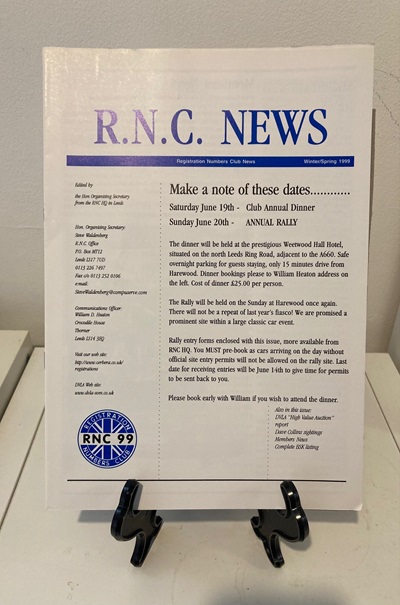 R.N.C. NEWS
Registration Numbers Club News
Winter/Spring 1999
Edited by
the Hon Organizing Secretary
from the RNC HQ in Leeds
Hon. Organizing Secretary:
Steve Waldenberg
R.N.C. Office
P.O. Box MT12
Leeds LS17 7UD
0113 226 7497
Fax c/o 0113 252 0196
e-mail:
SteveWaldenberg@compuserve.com
Communications Officer:
William D. Heaton
Crocodile House
Thorner
Leeds LS14 3JQ
Visit our web site:
http://www.cerbera.co.uk/
registrations
DVLA Web site:
www.dvla-som.co.uk
REGISTRATION
RNC 99
NUMBERS CLUB
Make a note of these dates............
Saturday June 19th - Club Annual Dinner
Sunday June 20th - ANNUAL RALLY
The dinner will be held at the prestigious Weetwood Hall Hotel,
situated on the north Leeds Ring Road, adjacent to the A660. Safe
overnight parking for guests staying, only 15 minutes drive from
Harewood. Dinner bookings please to William Heaton address on
the left. Cost of dinner £25.00 per person.
The Rally will be held on the Sunday at Harewood once again.
There will not be a repeat of last year's fiasco! We are promised a
prominent site within a large classic car event.
Rally entry forms enclosed with this issue, more available from
RNC HQ. You MUST pre-book as cars arriving on the day without
official site entry permits will not be allowed on the rally site. Last
date for receiving entries will be June 14th to give time for permits
to be sent back to you.
Please book early with William if you wish to attend the dinner.
Also in this issue:
DVLA "High Value Auction"
report
Dave Collins sightings
Members News
Complete HSK listing